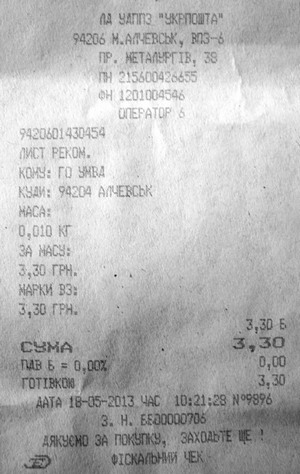 ЛД УДППЗ "УКРПОШТА"
94206 М.АЛЧЕВСЬК, ВПЗ-6
ПР. МЕТАЛУРГІВ, 38
ПН 215600426655
ФН 1201004546
ОПЕРАТОР 6
9420601430454
ЛИСТ РЕКОМ.
КОМУ: ГО УМВД
КУДИ: 94204 АЛЧЕВСЬК
МАСА:
0,010 КГ
ЗА МАСУ:
3,30 ГРН.
МАРКИ ВЗ:
3,30 ГРН.
3,30 Б
СУМА 3,30
ПДВ Б = 0,00% 0,00
ГОТІВКОЮ 3,30
ДАТА 18-05-2013 ЧАС 10:21:28 №9896
З. Н. ББ00000706
ДЯКУЄМО ЗА ПОКУПКУ, ЗАХОДЬТЕ ЩЕ !
ФІСКАЛЬНИЙ ЧЕК